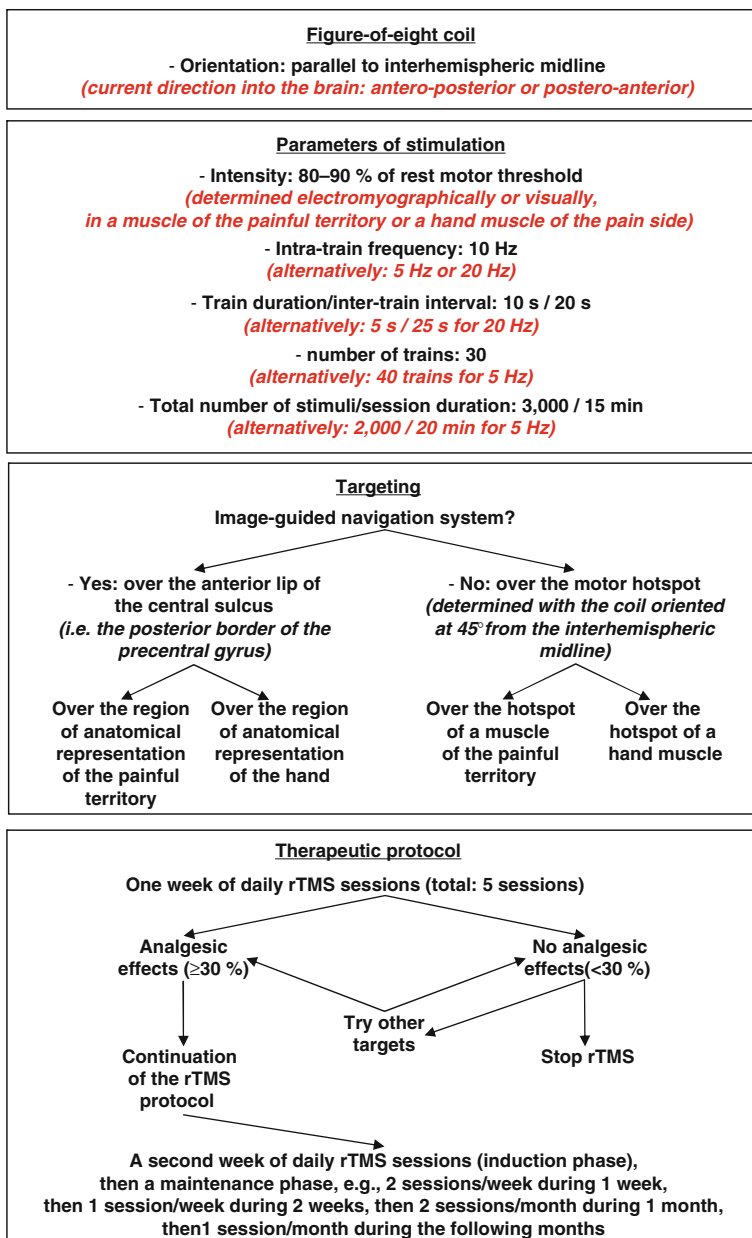 Figure-of-eight coil
- Orientation: parallel to interhemispheric midline
(current direction into the brain: antero-posterior or postero-anterior)
Parameters of stimulation
- Intensity: 80–90 % of rest motor threshold
(determined electromyographically or visually,
in a muscle of the painful territory or a hand muscle of the pain side)
- Intra-train frequency: 10 Hz
(alternatively: 5 Hz or 20 Hz)
- Train duration/inter-train interval: 10 s / 20 s
(alternatively: 5 s / 25 s for 20 Hz)
- number of trains: 30
(alternatively: 40 trains for 5 Hz)
- Total number of stimuli/session duration: 3,000 / 15 min
(alternatively: 2,000 / 20 min for 5 Hz)
Targeting
Image-guided navigation system?
- Yes: over the anterior lip of
the central sulcus
(i.e. the posterior border of the
precentral gyrus)
- No: over the motor hotspot
(determined with the coil oriented
at 45° from the interhemispheric
midline)
Over the region
of anatomical
representation
of the painful
territory
Over the region
of anatomical
representation
of the hand
Over the hotspot
of a muscle
of the painful
territory
Over the
hotspot of a
hand muscle
Therapeutic protocol
One week of daily rTMS sessions (total: 5 sessions)
Analgesic
effects (≥30 %)
No analgesic
effects(<30 %)
Try other
targets
Continuation
of the rTMS
protocol
Stop rTMS
A second week of daily rTMS sessions (induction phase),
then a maintenance phase, e.g., 2 sessions/week during 1 week,
then 1 session/week during 2 weeks, then 2 sessions/month during 1 month,
then1 session/month during the following months